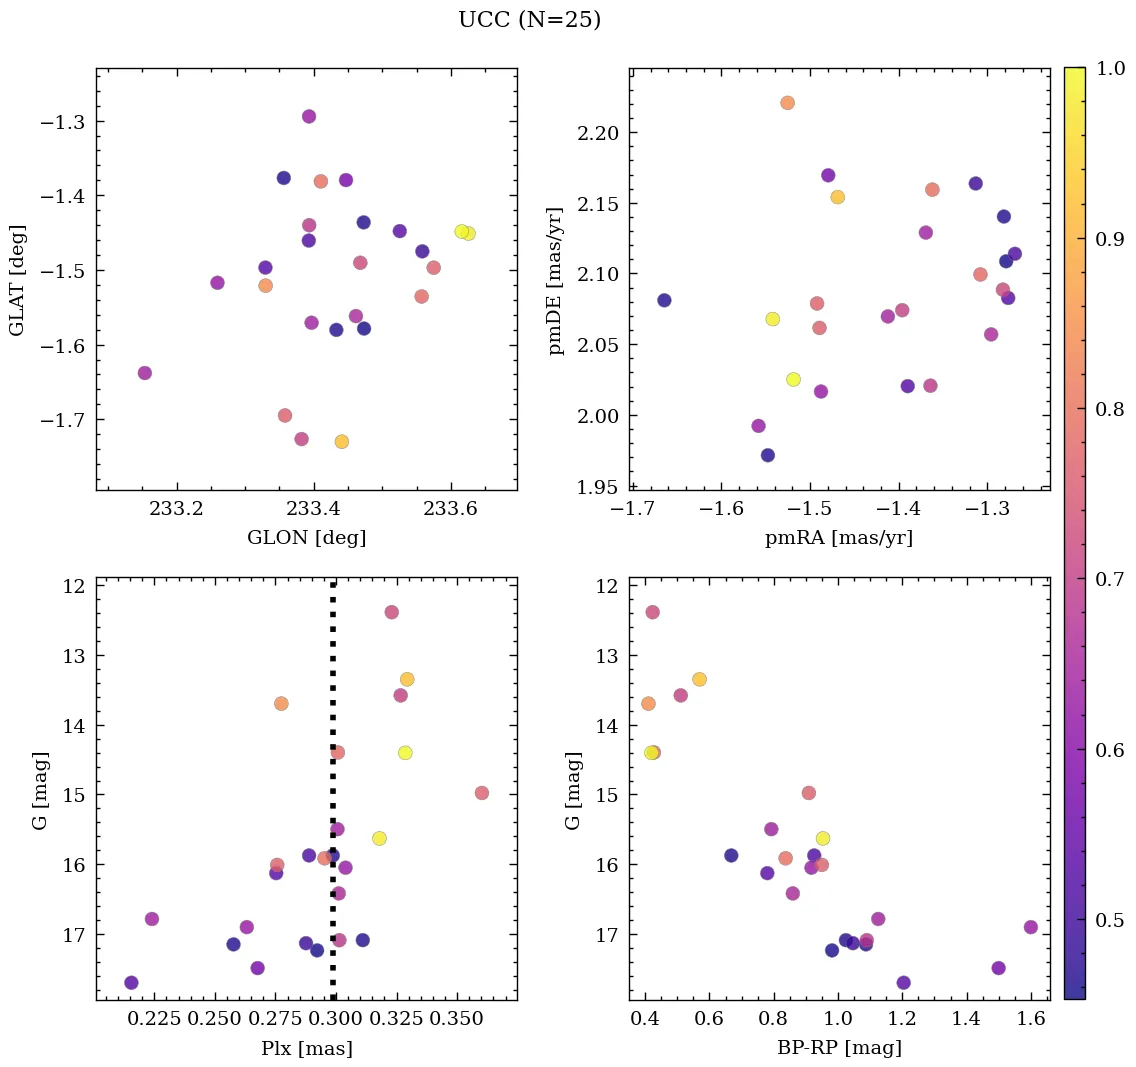 UCC (N=25)
−1.3
−1.4
−1.5
−1.6
−1.7
GLAT [deg]
233.2 233.4 233.6
GLON [deg]
2.20
2.15
2.10
2.05
2.00
1.95
pmDE [mas/yr]
−1.7 −1.6 −1.5 −1.4 −1.3
pmRA [mas/yr]
12
13
14
15
16
17
G [mag]
0.225 0.250 0.275 0.300 0.325 0.350
Plx [mas]
12
13
14
15
16
17
G [mag]
0.4 0.6 0.8 1.0 1.2 1.4 1.6
BP-RP [mag]
1.0
0.9
0.8
0.7
0.6
0.5